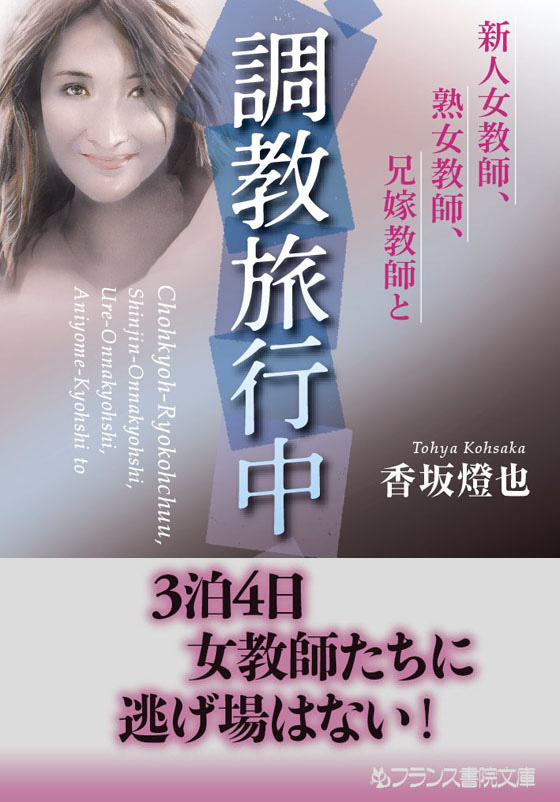 新人女教師、
熟女教師、
兄嫁教師と
調教旅行中
Chohkyoh-Ryokohchuu,
Shinjin-Onnakyohshi,
Ure-Onnakyohshi,
Aniyome-Kyohshi to
Tohya Kohsaka
香坂燈也
3泊4日
女教師たちに
逃げ場はない!
フランス書院文庫